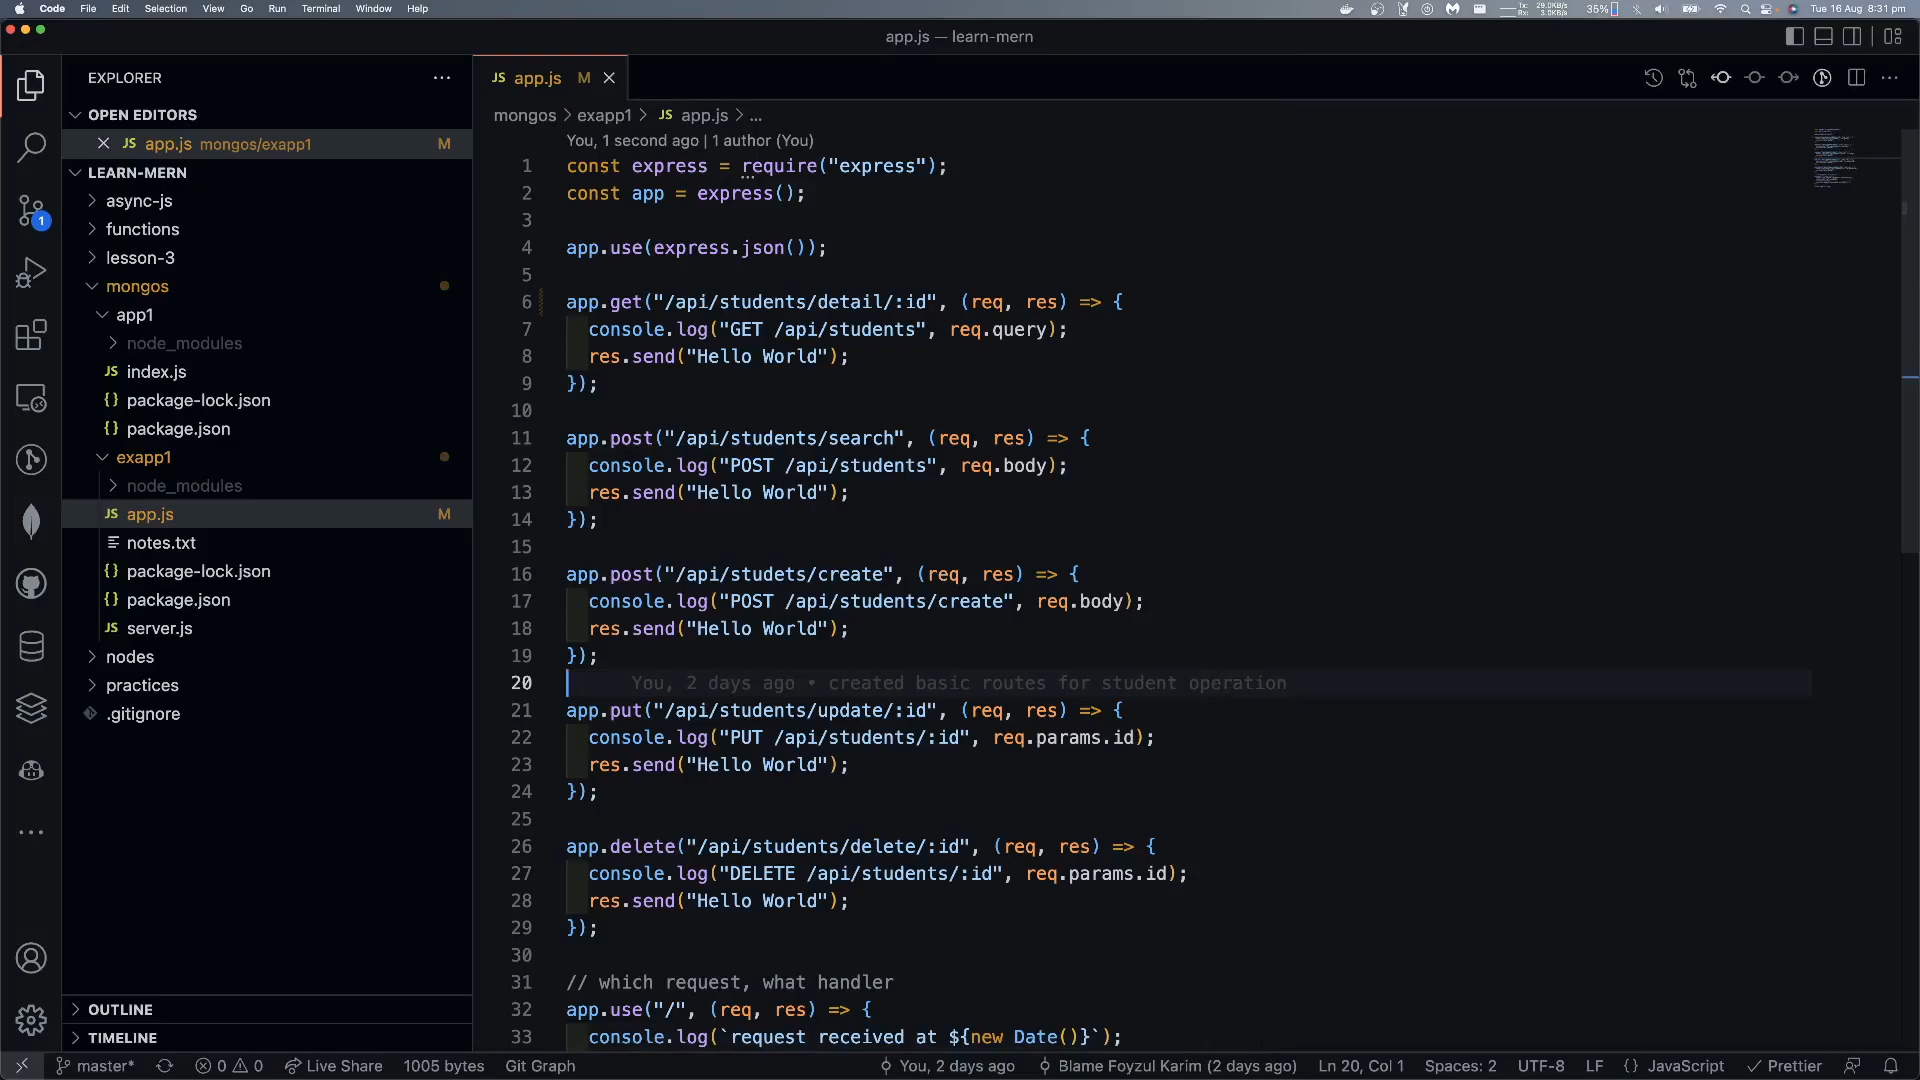 Code File Edit Selection View Go Run Terminal Window Help
Tx: 29.0KB/s
Rx: 3.0KB/s
35%
Tue 16 Aug 8:31 pm
app.js — learn-mern
EXPLORER
OPEN EDITORS
JS app.js mongos/exapp1 M
LEARN-MERN
async-js
functions
lesson-3
mongos
app1
node_modules
JS index.js
{} package-lock.json
{} package.json
exapp1
node_modules
JS app.js M
notes.txt
{} package-lock.json
{} package.json
JS server.js
nodes
practices
.gitignore
OUTLINE
TIMELINE
1
JS app.js M
mongos > exapp1 > JS app.js > ...
You, 1 second ago | 1 author (You)
1 const express = require("express");
2 const app = express();
3
4 app.use(express.json());
5
6 app.get("/api/students/detail/:id", (req, res) => {
7 console.log("GET /api/students", req.query);
8 res.send("Hello World");
9 });
10
11 app.post("/api/students/search", (req, res) => {
12 console.log("POST /api/students", req.body);
13 res.send("Hello World");
14 });
15
16 app.post("/api/studets/create", (req, res) => {
17 console.log("POST /api/students/create", req.body);
18 res.send("Hello World");
19 });
20 You, 2 days ago • created basic routes for student operation
21 app.put("/api/students/update/:id", (req, res) => {
22 console.log("PUT /api/students/:id", req.params.id);
23 res.send("Hello World");
24 });
25
26 app.delete("/api/students/delete/:id", (req, res) => {
27 console.log("DELETE /api/students/:id", req.params.id);
28 res.send("Hello World");
29 });
30
31 // which request, what handler
32 app.use("/", (req, res) => {
33 console.log(`request received at ${new Date()}`);
master* 0 0 Live Share 1005 bytes Git Graph You, 2 days ago Blame Foyzul Karim (2 days ago) Ln 20, Col 1 Spaces: 2 UTF-8 LF {} JavaScript Prettier